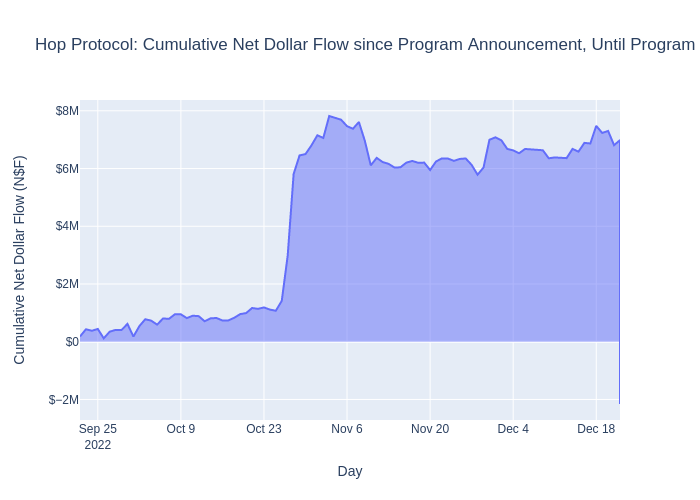 Hop Protocol: Cumulative Net Dollar Flow since Program Announcement, Until Program
$8M
$6M
$4M
$2M
$0
$−2M
Cumulative Net Dollar Flow (N$F)
Sep 25
2022
Oct 9
Oct 23
Nov 6
Nov 20
Dec 4
Dec 18
Day